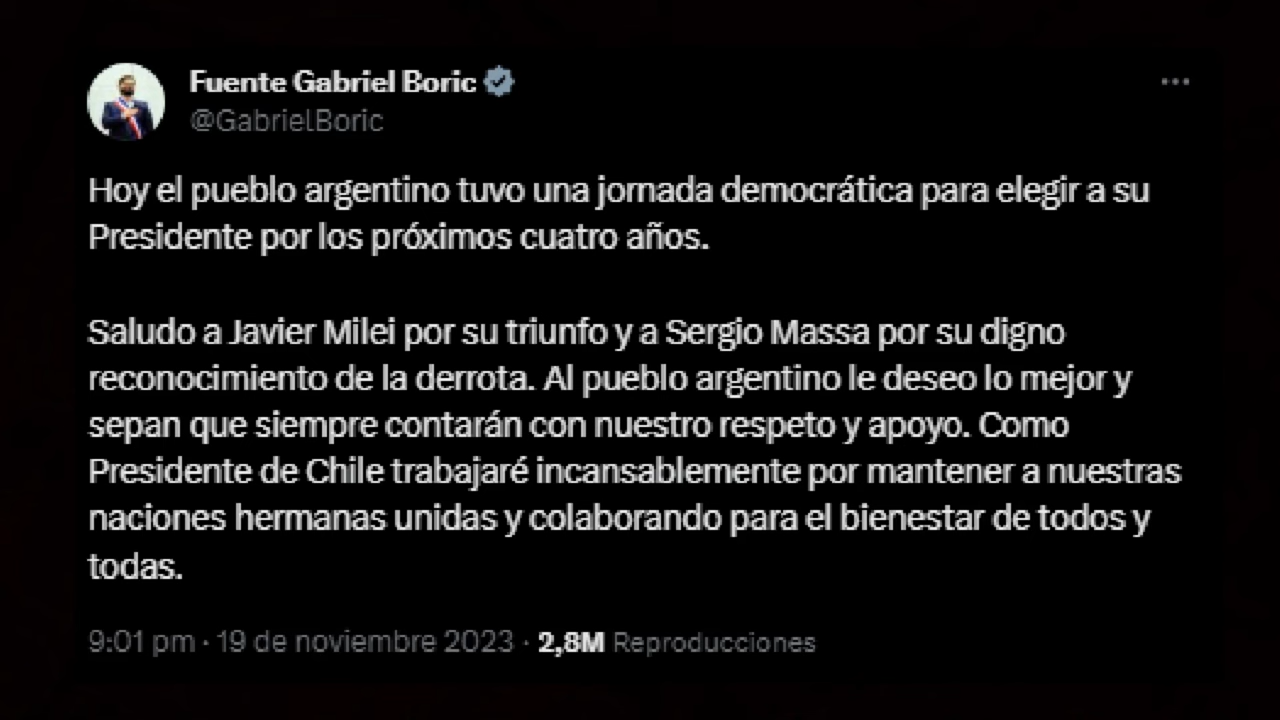 Fuente Gabriel Boric
@GabrielBoric
Hoy el pueblo argentino tuvo una jornada democrática para elegir a su
Presidente por los próximos cuatro años.
Saludo a Javier Milei por su triunfo y a Sergio Massa por su digno
reconocimiento de la derrota. Al pueblo argentino le deseo lo mejor y
sepan que siempre contarán con nuestro respeto y apoyo. Como
Presidente de Chile trabajaré incansablemente por mantener a nuestras
naciones hermanas unidas y colaborando para el bienestar de todos y
todas.
9:01 pm · 19 de noviembre 2023 · 2,8M Reproducciones